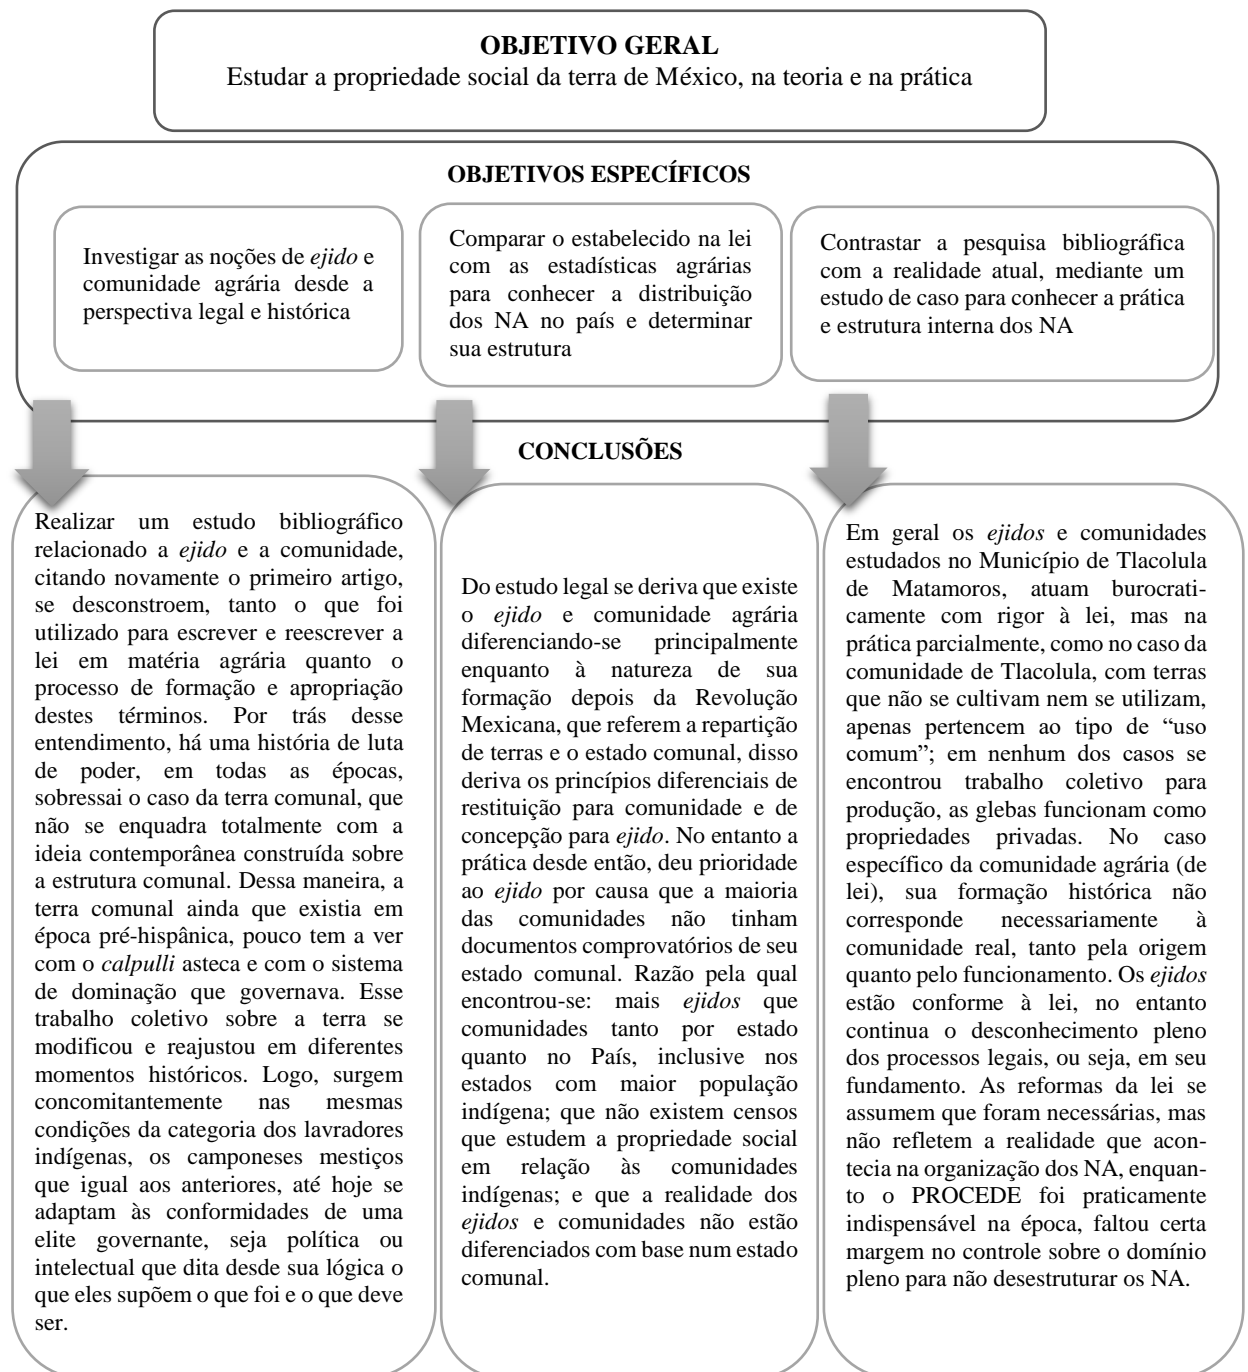 OBJETIVO GERAL
Estudar a propriedade social da terra de México, na teoria e na prática
OBJETIVOS ESPECÍFICOS
Investigar as noções de ejido e
comunidade agrária desde a
perspectiva legal e histórica
Comparar o estabelecido na lei
com as estadísticas agrárias
para conhecer a distribuição
dos NA no país e determinar
sua estrutura
Contrastar a pesquisa bibliográfica
com a realidade atual, mediante um
estudo de caso para conhecer a prática
e estrutura interna dos NA
CONCLUSÕES
Realizar um estudo bibliográfico
relacionado a ejido e a comunidade,
citando novamente o primeiro artigo,
se desconstroem, tanto o que foi
utilizado para escrever e reescrever a
lei em matéria agrária quanto o
processo de formação e apropriação
destes términos. Por trás desse
entendimento, há uma história de luta
de poder, em todas as épocas,
sobressai o caso da terra comunal, que
não se enquadra totalmente com a
ideia contemporânea construída sobre
a estrutura comunal. Dessa maneira, a
terra comunal ainda que existia em
época pré-hispânica, pouco tem a ver
com o calpulli asteca e com o sistema
de dominação que governava. Esse
trabalho coletivo sobre a terra se
modificou e reajustou em diferentes
momentos históricos. Logo, surgem
concomitantemente nas mesmas
condições da categoria dos lavradores
indígenas, os camponeses mestiços
que igual aos anteriores, até hoje se
adaptam às conformidades de uma
elite governante, seja política ou
intelectual que dita desde sua lógica o
que eles supõem o que foi e o que deve
ser.
Do estudo legal se deriva que existe
o ejido e comunidade agrária
diferenciando-se principalmente
enquanto à natureza de sua
formação depois da Revolução
Mexicana, que referem a repartição
de terras e o estado comunal, disso
deriva os princípios diferenciais de
restituição para comunidade e de
concepção para ejido. No entanto a
prática desde então, deu prioridade
ao ejido por causa que a maioria
das comunidades não tinham
documentos comprovatórios de seu
estado comunal. Razão pela qual
encontrou-se: mais ejidos que
comunidades tanto por estado
quanto no País, inclusive nos
estados com maior população
indígena; que não existem censos
que estudem a propriedade social
em relação às comunidades
indígenas; e que a realidade dos
ejidos e comunidades não estão
diferenciados com base num estado
comunal.
Em geral os ejidos e comunidades
estudados no Município de Tlacolula
de Matamoros, atuam burocrati-
camente com rigor à lei, mas na
prática parcialmente, como no caso da
comunidade de Tlacolula, com terras
que não se cultivam nem se utilizam,
apenas pertencem ao tipo de “uso
comum”; em nenhum dos casos se
encontrou trabalho coletivo para
produção, as glebas funcionam como
propriedades privadas. No caso
específico da comunidade agrária (de
lei), sua formação histórica não
corresponde necessariamente à
comunidade real, tanto pela origem
quanto pelo funcionamento. Os ejidos
estão conforme à lei, no entanto
continua o desconhecimento pleno
dos processos legais, ou seja, em seu
fundamento. As reformas da lei se
assumem que foram necessárias, mas
não refletem a realidade que acon-
tecia na organização dos NA, enquan-
to o PROCEDE foi praticamente
indispensável na época, faltou certa
margem no controle sobre o domínio
pleno para não desestruturar os NA.